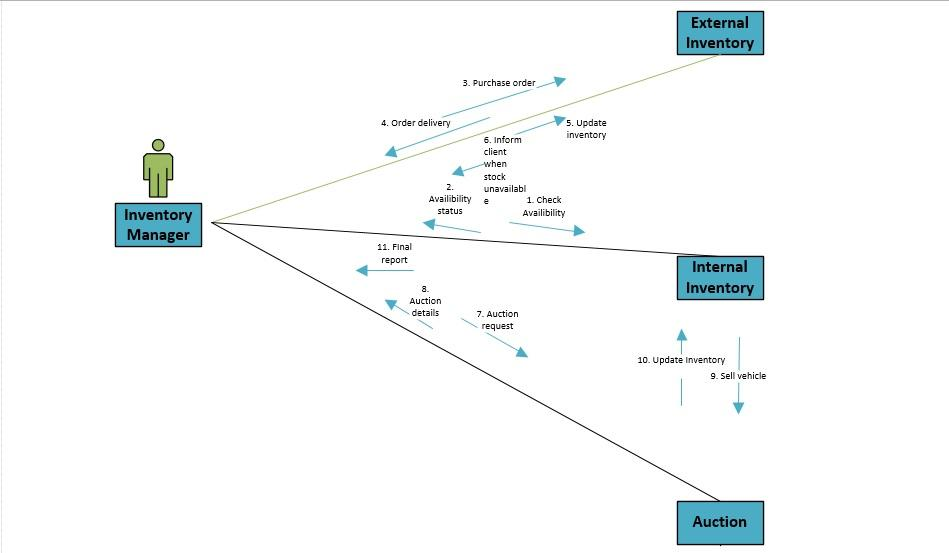 External
Inventory
3. Purchase order
4. Order delivery
5. Update
inventory
6. Inform
client
when
stock
unavailabl
e
2.
Availibility
status
1. Check
Availibility
Inventory
Manager
11. Final
report
Internal
Inventory
8.
Auction
details
7. Auction
request
10. Update Inventory
9. Sell vehicle
Auction